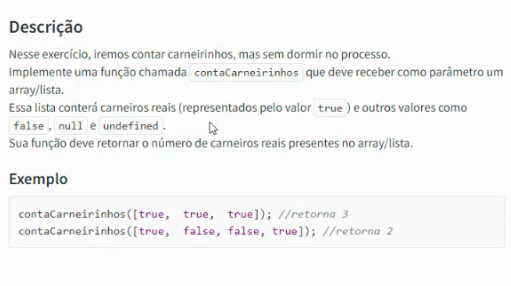 Descrição
Nesse exercício, iremos contar carneirinhos, mas sem dormir no processo.
Implemente uma função chamada contaCarneirinhos que deve receber como parâmetro um
array/lista.
Essa lista conterá carneiros reais (representados pelo valor true) e outros valores como
false, null e undefined.
Sua função deve retornar o número de carneiros reais presentes no array/lista.
Exemplo
contaCarneirinhos([true, true, true]); //retorna 3
contaCarneirinhos([true, false, false, true]); //retorna 2